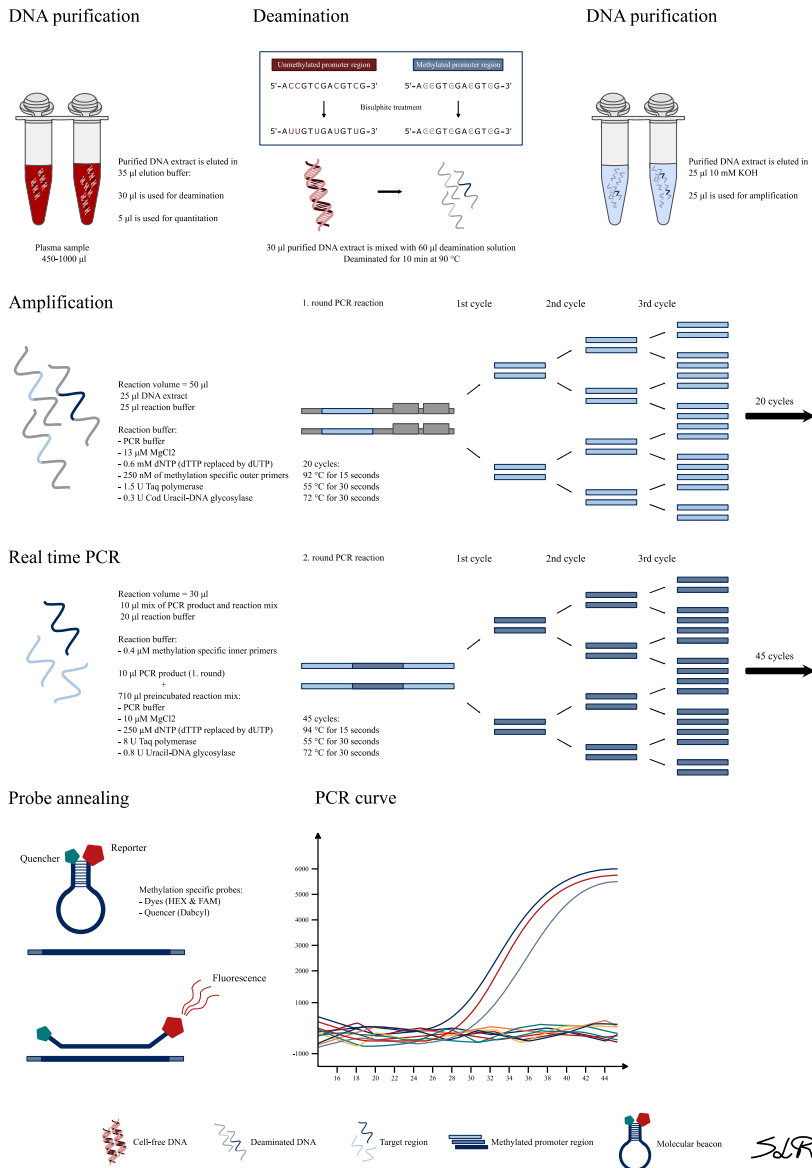 DNA purification
Deamination
DNA purification
Unmethylated promoter region
Methylated promoter region
5'-ACCGTCGACGTCG-3'
5'-ACCGTCGACGTCG-3'
Bisulphite treatment
5'-AUUGTUGAUGTUG-3'
5'-ACCGTCGACGTCG-3'
Purified DNA extract is eluted in
35 µl elution buffer:
30 µl is used for deamination
5 µl is used for quantitation
Plasma sample
450-1000 µl
30 µl purified DNA extract is mixed with 60 µl deamination solution
Deaminated for 10 min at 90 °C
Purified DNA extract is eluted in
25 µl 10 mM KOH
25 µl is used for amplification
Amplification
1. round PCR reaction
1st cycle
2nd cycle
3rd cycle
Reaction volume = 50 µl
25 µl DNA extract
25 µl reaction buffer
Reaction buffer:
- PCR buffer
- 13 µM MgCl2
- 0.6 mM dNTP (dTTP replaced by dUTP)
- 250 nM of methylation specific outer primers
- 1.5 U Taq polymerase
- 0.3 U Cod Uracil-DNA glycosylase
20 cycles:
92 °C for 15 seconds
55 °C for 30 seconds
72 °C for 30 seconds
20 cycles
Real time PCR
2. round PCR reaction
1st cycle
2nd cycle
3rd cycle
Reaction volume = 30 µl
10 µl mix of PCR product and reaction mix
20 µl reaction buffer
Reaction buffer:
- 0.4 µM methylation specific inner primers
10 µl PCR product (1. round)
+
710 µl preincubated reaction mix:
- PCR buffer
- 10 µM MgCl2
- 250 µM dNTP (dTTP replaced by dUTP)
- 8 U Taq polymerase
- 0.8 U Uracil-DNA glycosylase
45 cycles:
94 °C for 15 seconds
55 °C for 30 seconds
72 °C for 30 seconds
45 cycles
Probe annealing
PCR curve
Quencher
Reporter
Methylation specific probes:
- Dyes (HEX & FAM)
- Quencer (Dabcyl)
Fluorescence
6000
5000
4000
3000
2000
1000
-1000
16 18 20 22 24 26 28 30 32 34 36 38 40 42 44
Cell-free DNA
Deaminated DNA
Target region
Methylated promoter region
Molecular beacon
SLR